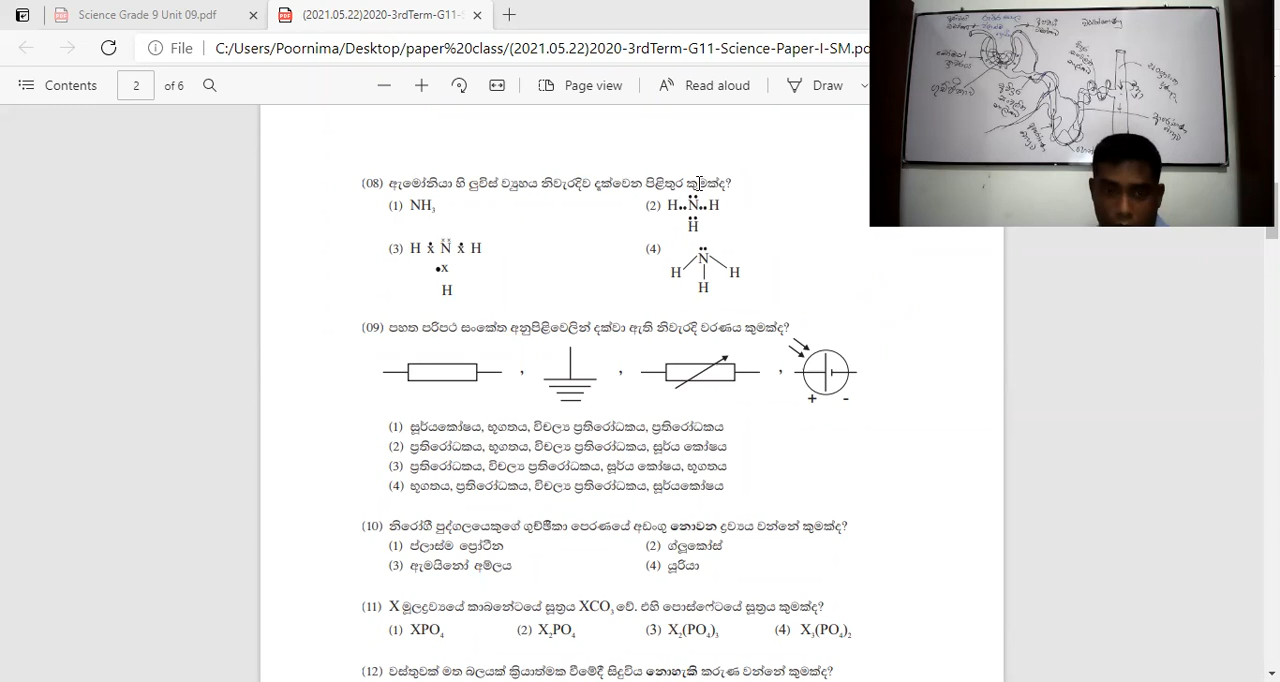 Science Grade 9 Unit 09.pdf
(2021.05.22)2020-3rdTerm-G11-S
File C:/Users/Poornima/Desktop/paper%20class/(2021.05.22)2020-3rdTerm-G11-Science-Paper-I-SM.pd
Contents 2 of 6 Page view Read aloud Draw
(08) ඇමෝනියා හි ලුවිස් ව්‍යුහය නිවැරදිව දක්වෙන පිළිතුර කුමක්ද?
(1) NH3 (2) H••N••H
H
(3) H x N x H (4) N
•x H H
H H
(09) පහත පරිපථ සංකේත අනුපිළිවෙලින් දක්වා ඇති නිවැරදි වරණය කුමක්ද?
, , ,
+ -
(1) සූර්යකෝෂය, භූගතය, විචල්‍ය ප්‍රතිරෝධකය, ප්‍රතිරෝධකය
(2) ප්‍රතිරෝධකය, භූගතය, විචල්‍ය ප්‍රතිරෝධකය, සූර්ය කෝෂය
(3) ප්‍රතිරෝධකය, විචල්‍ය ප්‍රතිරෝධකය, සූර්ය කෝෂය, භූගතය
(4) භූගතය, ප්‍රතිරෝධකය, විචල්‍ය ප්‍රතිරෝධකය, සූර්යකෝෂය
(10) නිරෝගී පුද්ගලයෙකුගේ ගුච්ඡිකා පෙරණයේ අඩංගු නොවන ද්‍රව්‍යය වන්නේ කුමක්ද?
(1) ප්ලාස්ම ප්‍රෝටීන (2) ග්ලූකෝස්
(3) ඇමයිනෝ අම්ලය (4) යූරියා
(11) X මූලද්‍රව්‍යයේ කාබනේටයේ සූත්‍රය XCO3 වේ. එහි පොස්ෆේටයේ සූත්‍රය කුමක්ද?
(1) XPO4 (2) X2PO4 (3) X2(PO4)3 (4) X3(PO4)2
(12) වස්තුවක් මත බලයක් ක්‍රියාත්මක වීමේදී සිදුවිය නොහැකි කරුණ වන්නේ කුමක්ද?